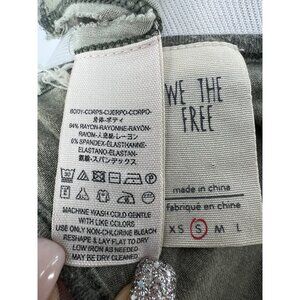 BODY-CORPS-CUERPO-CORPO-
身体-ボディ
94% RAYON-RAYONNE-RAYÓN-
RAION-人造絲-レーヨン
6% SPANDEX-ÉLASTHANNE-
ELASTANO-ELASTAN-
氨綸-スパンデックス
MACHINE WASH COLD GENTLE
WITH LIKE COLORS
USE ONLY NON-CHLORINE BLEACH
RESHAPE & LAY FLAT TO DRY
LOW IRON AS NEEDED
MAY BE DRY CLEANED
WE THE
FREE
made in china
fabriqué en chine
XS S M L